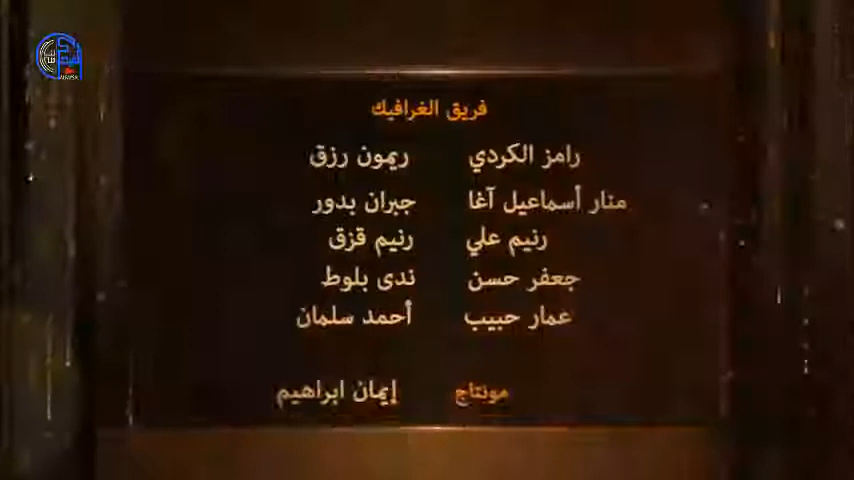 فريق الغرافيك
رامز الكردي ريمون رزق
منار أسماعيل آغا جبران بدور
رنيم علي رنيم قزق
جعفر حسن ندى بلوط
عمار حبيب أحمد سلمان
مونتاج إيمان ابراهيم